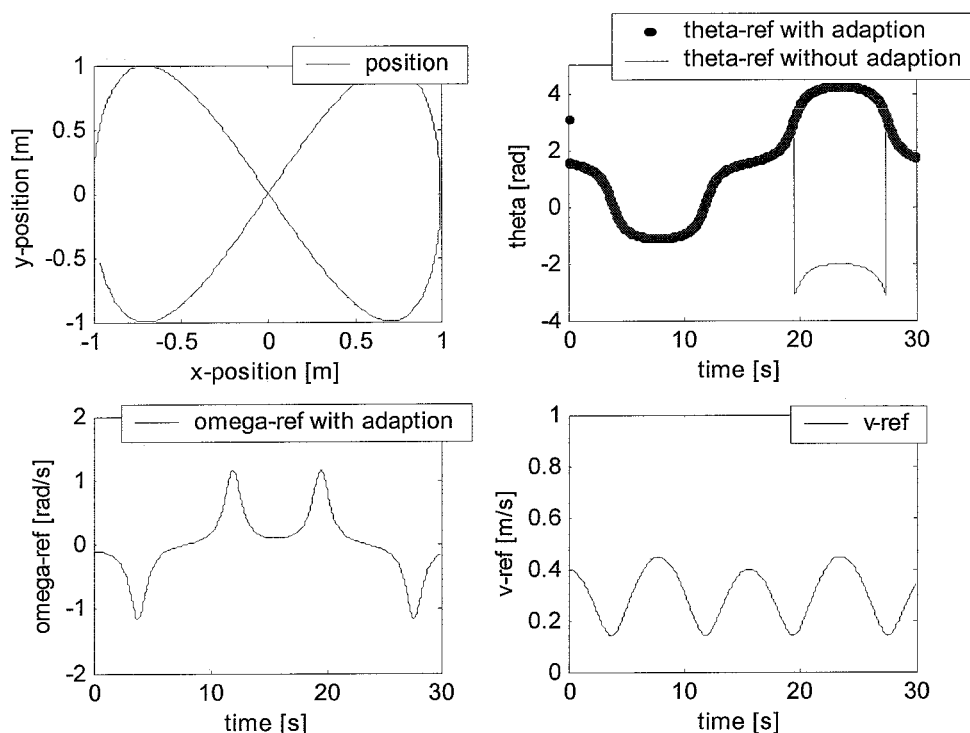 position
y-position [m]
1
0.5
0
-0.5
-1
-1
-0.5
0
0.5
1
x-position [m]
theta-ref with adaption
theta-ref without adaption
theta [rad]
4
2
0
-2
-4
0
10
20
30
time [s]
omega-ref with adaption
omega-ref [rad/s]
2
1
0
-1
-2
0
10
20
30
time [s]
v-ref
v-ref [m/s]
1
0.8
0.6
0.4
0.2
0
0
10
20
30
time [s]